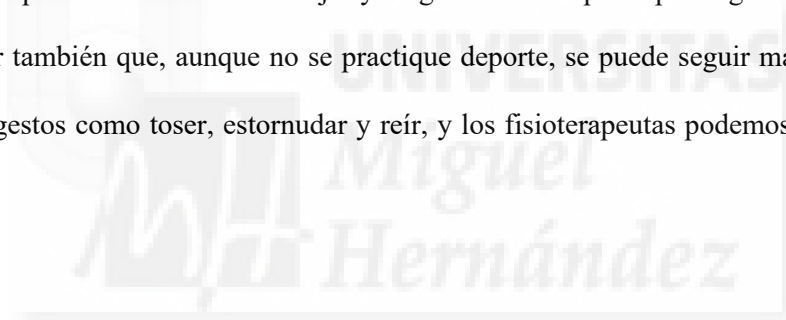 también que, aunque no se practique deporte, se puede seguir
UNIVERSITAS
gestos como toser, estornudar y reír, y los fisioterapeutas podemos
Miguel
Hernández